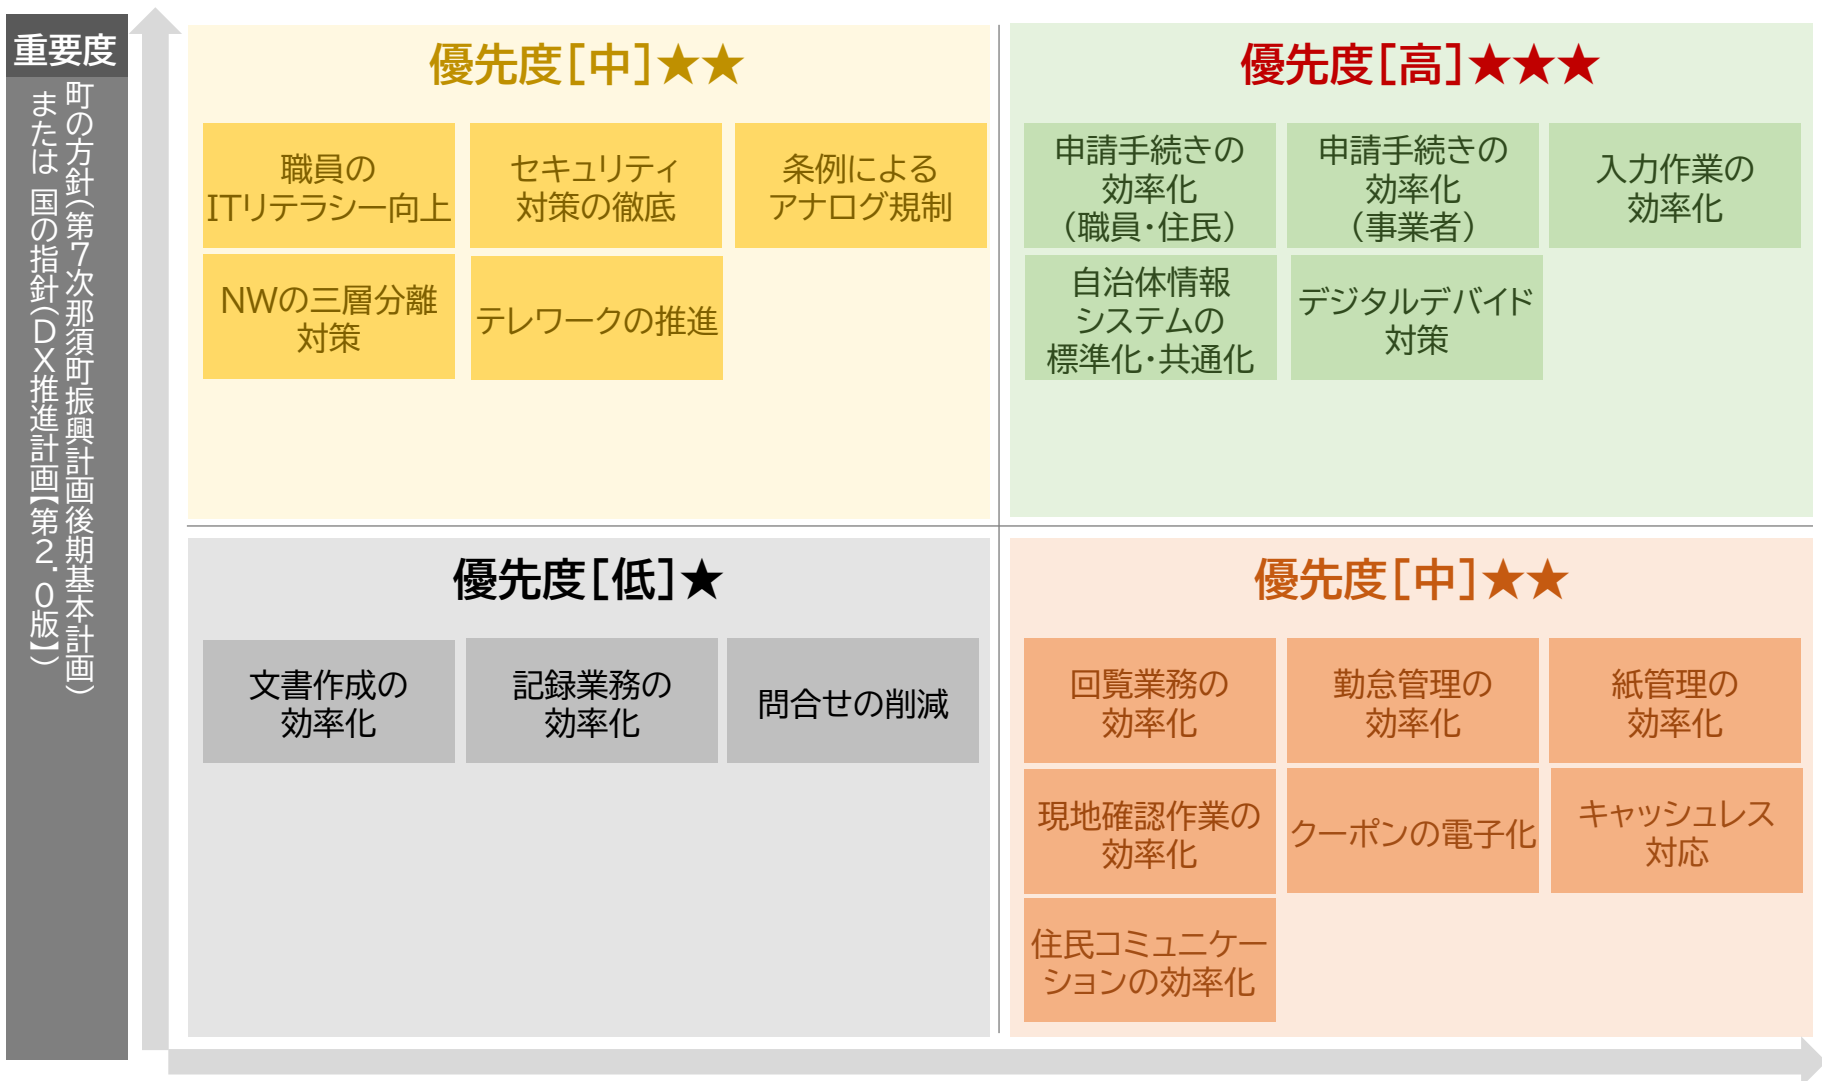 重要度
町の方針(第7次那須町振興計画後期基本計画)
または 国の指針(DX推進計画【第2.0版】)
優先度[中]★★
職員の
ITリテラシー向上
セキュリティ
対策の徹底
条例による
アナログ規制
NWの三層分離
対策
テレワークの推進
優先度[高]★★★
申請手続きの
効率化
(職員・住民)
申請手続きの
効率化
(事業者)
入力作業の
効率化
自治体情報
システムの
標準化・共通化
デジタルデバイド
対策
優先度[低]★
文書作成の
効率化
記録業務の
効率化
問合せの削減
優先度[中]★★
回覧業務の
効率化
勤怠管理の
効率化
紙管理の
効率化
現地確認作業の
効率化
クーポンの電子化
キャッシュレス
対応
住民コミュニケー
ションの効率化